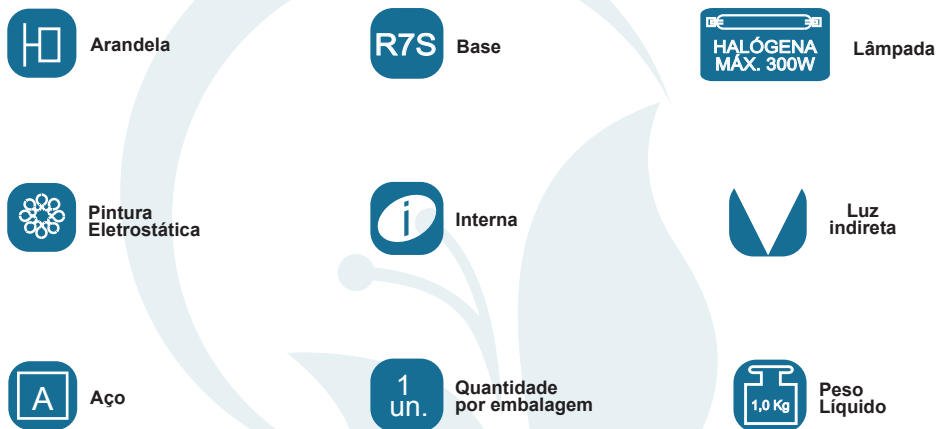 Arandela
R7S
Base
HALÓGENA
MÁX. 300W
Lâmpada
Pintura
Eletrostática
i
Interna
Luz
indireta
A
Aço
1
un.
Quantidade
por embalagem
1,0 Kg
Peso
Líquido